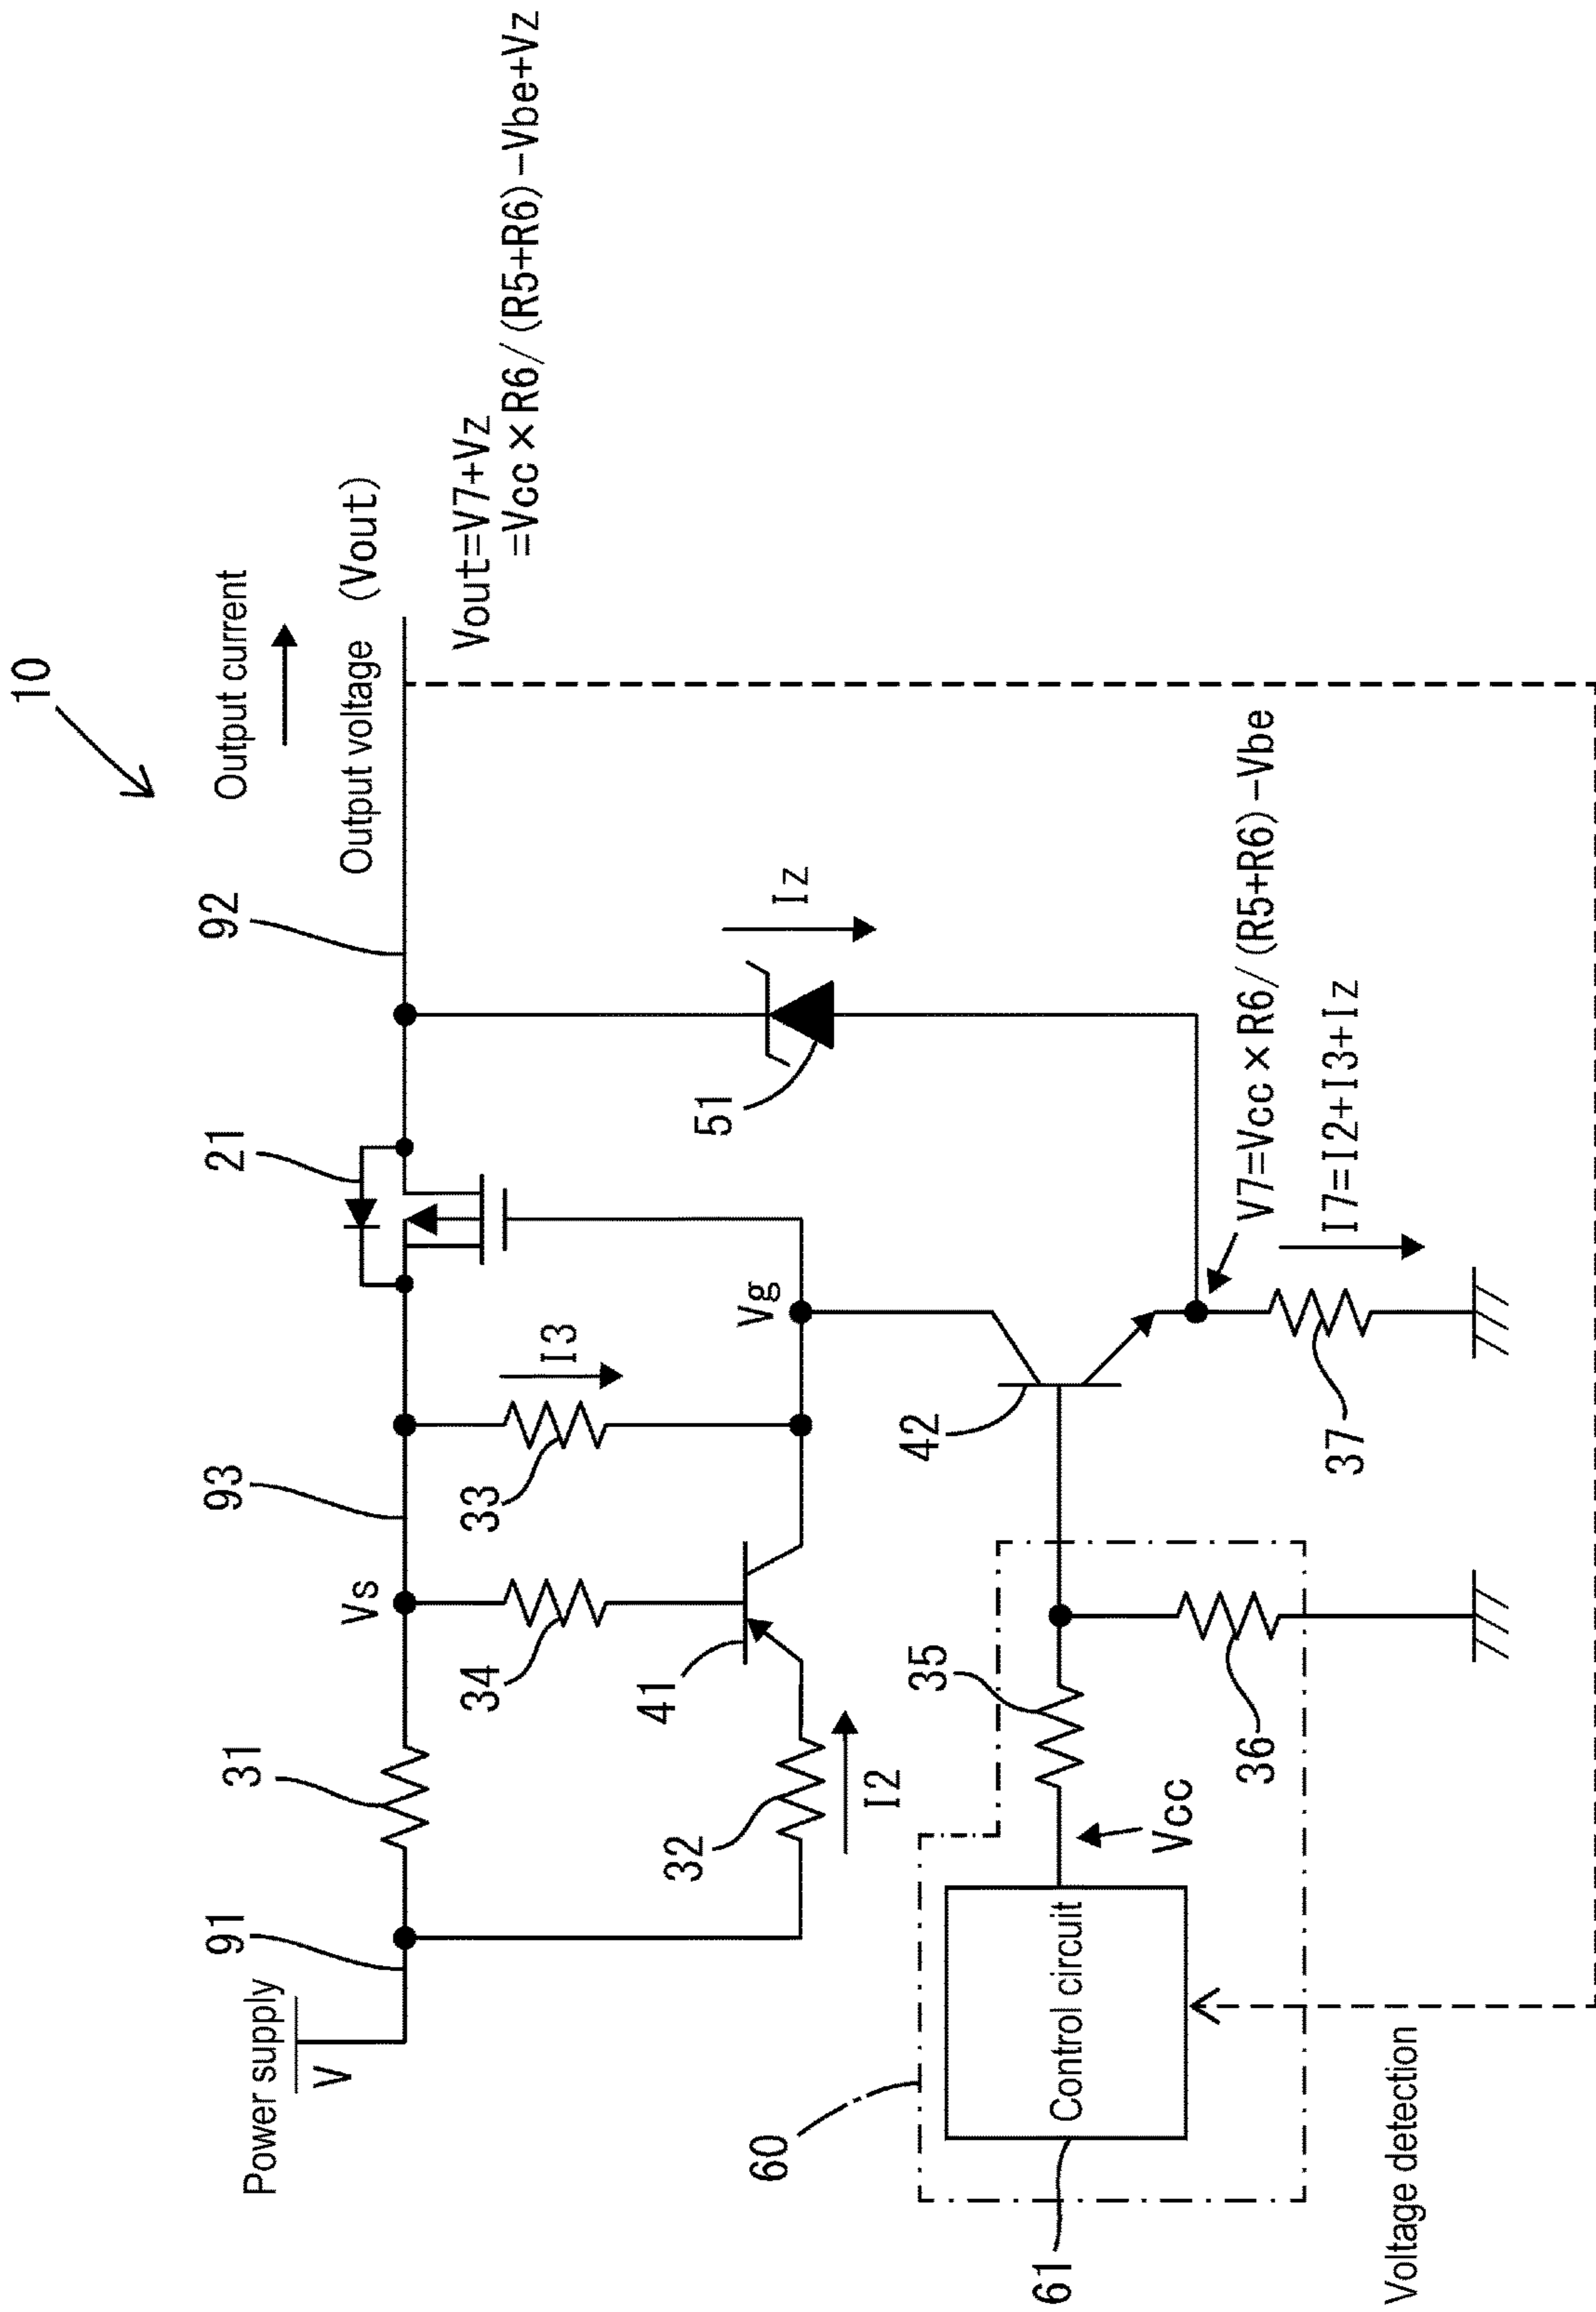 10
Output current
Output voltage (Vout)
Vout=V7+Vz
=Vcc×R6/(R5+R6)-Vbe+Vz
Power supply
V
91
31
Vs
93
21
92
34
33
I3
Vg
41
32
I2
51
Iz
42
35
36
37
Vcc
V7=Vcc×R6/(R5+R6)-Vbe
I7=I2+I3+Iz
60
61
Control circuit
Voltage detection